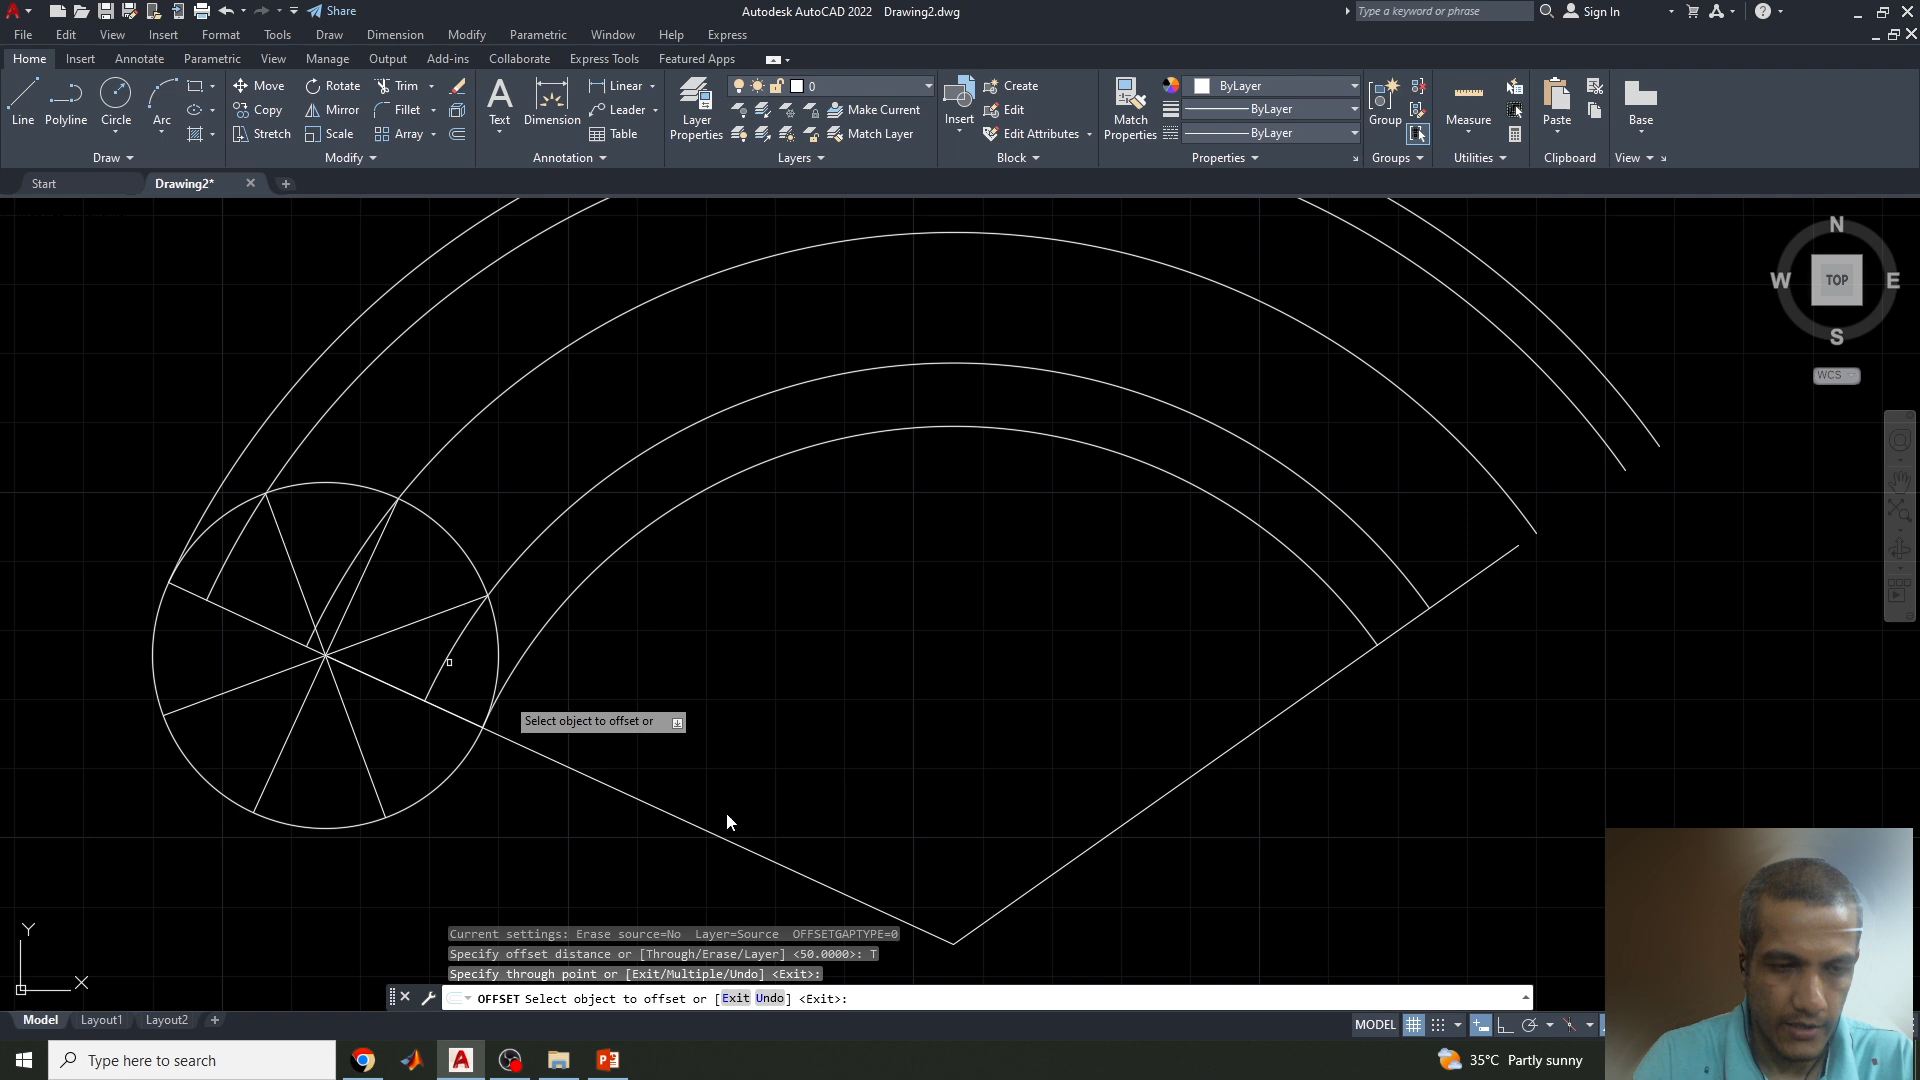 Share
Autodesk AutoCAD 2022 Drawing2.dwg
Type a keyword or phrase
Sign In
File Edit View Insert Format Tools Draw Dimension Modify Parametric Window Help Express
Home Insert Annotate Parametric View Manage Output Add-ins Collaborate Express Tools Featured Apps
Line Polyline Circle Arc
Move Rotate Trim
Copy Mirror Fillet
Stretch Scale Array
Text Dimension
Linear
Leader
Table
Layer Properties
0
Make Current
Match Layer
Insert
Create
Edit
Edit Attributes
Match Properties
ByLayer
ByLayer
ByLayer
Group
Measure
Paste
Base
Draw Modify Annotation Layers Block Properties Groups Utilities Clipboard View
Start Drawing2*
N
W TOP E
S
WCS
Select object to offset or
Y
X
Current settings: Erase source=No Layer=Source OFFSETGAPTYPE=0
Specify offset distance or [Through/Erase/Layer] <50.0000>: T
Specify through point or [Exit/Multiple/Undo] <Exit>:
OFFSET Select object to offset or [Exit Undo] <Exit>:
Model Layout1 Layout2
MODEL
Type here to search
35°C Partly sunny